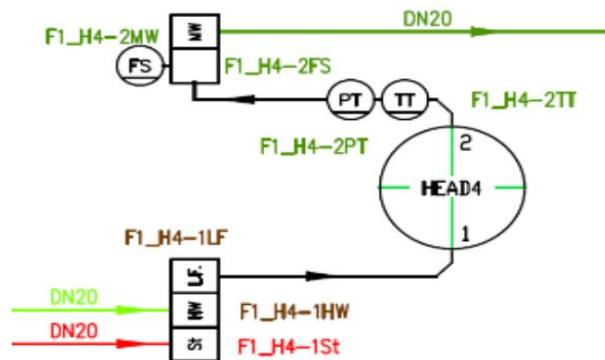 DN20
F1_H4-2MW
MW
FS
F1_H4-2FS
PT
TT
F1_H4-2TT
F1_H4-2PT
2
HEAD4
1
F1_H4-1LF
LF.
DN20
HW
F1_H4-1HW
DN20
St
F1_H4-1St